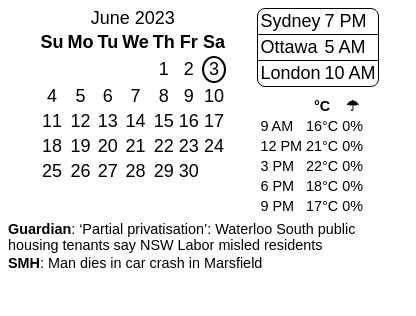 June 2023
Su Mo Tu We Th Fr Sa
1 2 3
4 5 6 7 8 9 10
11 12 13 14 15 16 17
18 19 20 21 22 23 24
25 26 27 28 29 30
Sydney 7 PM
Ottawa 5 AM
London 10 AM
°C ☂
9 AM 16°C 0%
12 PM 21°C 0%
3 PM 22°C 0%
6 PM 18°C 0%
9 PM 17°C 0%
Guardian: ‘Partial privatisation’: Waterloo South public
housing tenants say NSW Labor misled residents
SMH: Man dies in car crash in Marsfield